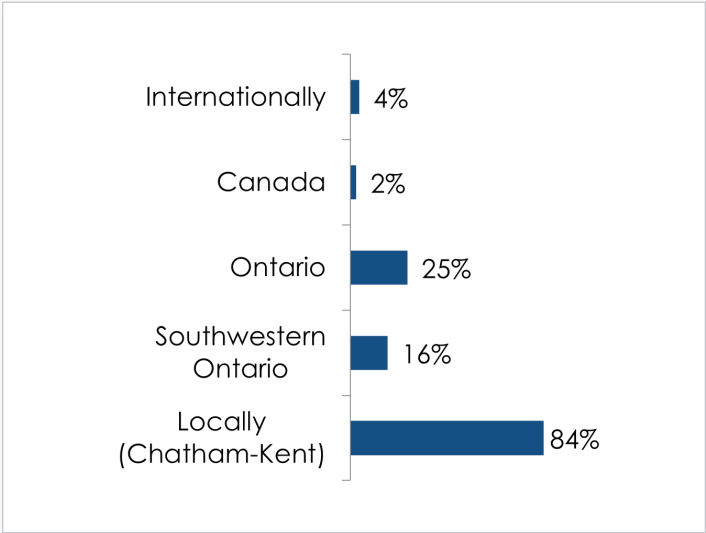 Internationally 4%
Canada 2%
Ontario 25%
Southwestern
Ontario 16%
Locally
(Chatham-Kent) 84%